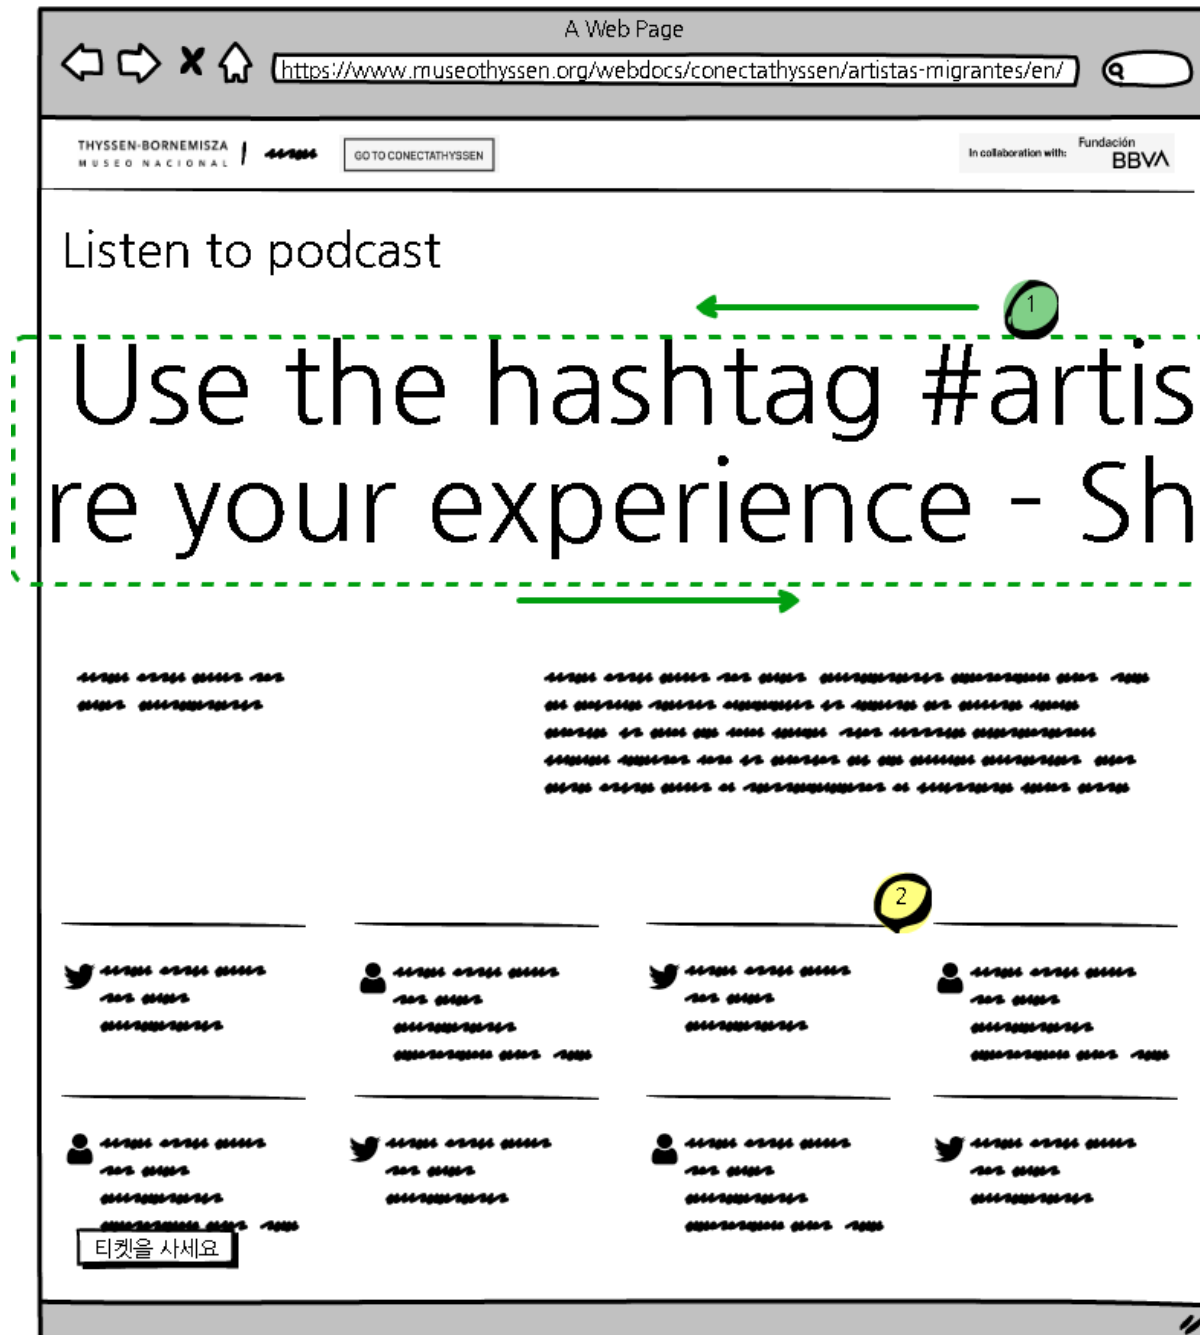 A Web Page
https://www.museothyssen.org/webdocs/conectathyssen/artistas-migrantes/en/
THYSSEN-BORNEMISZA
MUSEO NACIONAL
GO TO CONECTATHYSSEN
In collaboration with:
Fundación
BBVA
Listen to podcast
1
Use the hashtag #artis
re your experience - Sh
2
티켓을 사세요